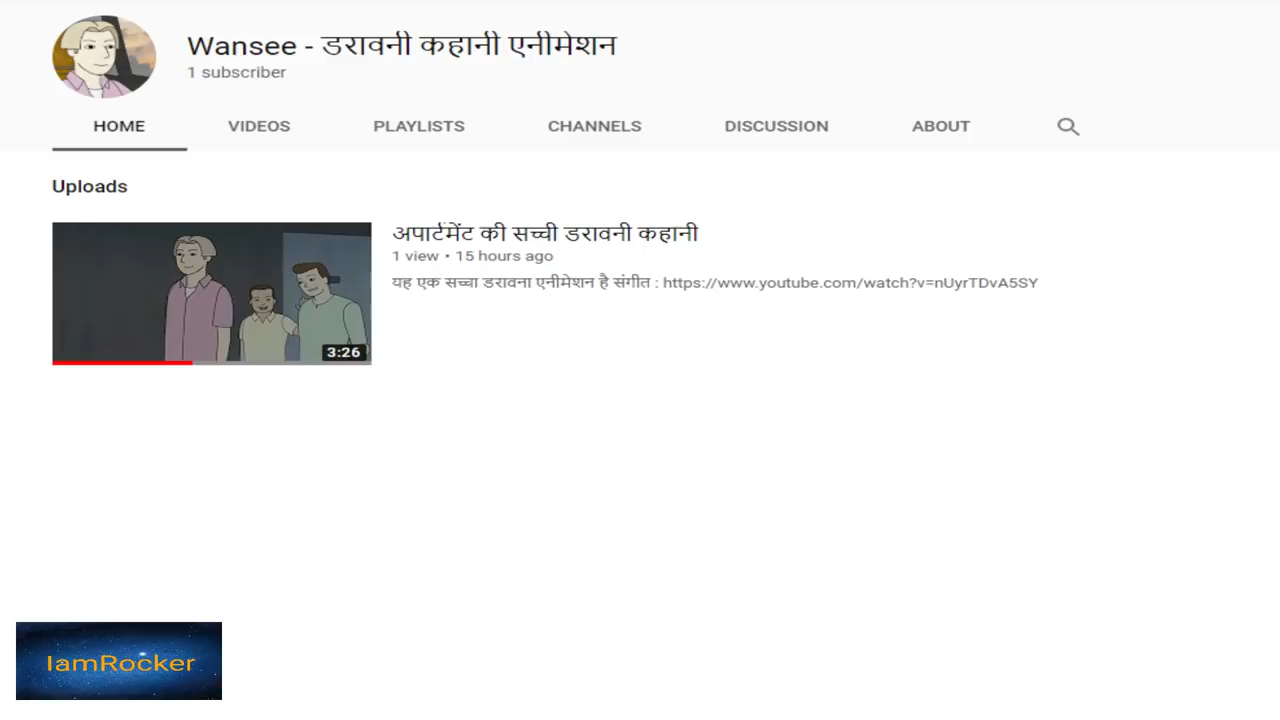 Wansee - डरावनी कहानी एनीमेशन
1 subscriber
HOME VIDEOS PLAYLISTS CHANNELS DISCUSSION ABOUT
Uploads
अपार्टमेंट की सच्ची डरावनी कहानी
1 view • 15 hours ago
यह एक सच्चा डरावना एनीमेशन है संगीत : https://www.youtube.com/watch?v=nUyrTDvA5SY
3:26
IamRocker